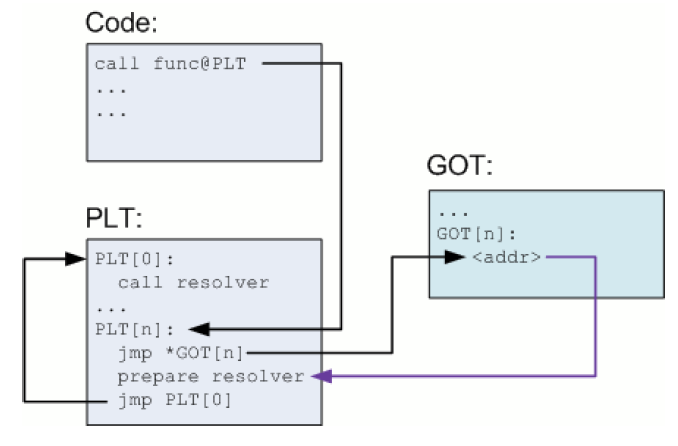 Code:
call func@PLT
...
...
PLT:
PLT[0]:
call resolver
...
PLT[n]:
jmp *GOT[n]
prepare resolver
jmp PLT[0]
GOT:
...
GOT[n]:
<addr>